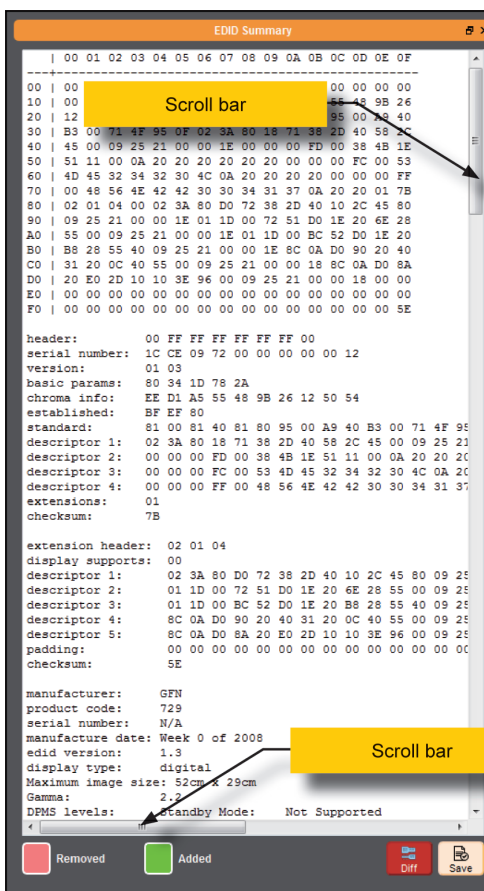 EDID Summary
| 00 01 02 03 04 05 06 07 08 09 0A 0B 0C 0D 0E 0F
---+------------------------------------------------
00 | 00 00 00 00 00
10 | 00 55 48 9B 26
20 | 12 95 00 A9 40
Scroll bar
30 | B3 00 71 4F 95 0F 02 3A 80 18 71 38 2D 40 58 2C
40 | 45 00 09 25 21 00 00 1E 00 00 00 FD 00 38 4B 1E
50 | 51 11 00 0A 20 20 20 20 20 20 00 00 00 FC 00 53
60 | 4D 45 32 34 32 30 4C 0A 20 20 20 20 00 00 00 FF
70 | 00 48 56 4E 42 42 30 30 34 31 37 0A 20 20 01 7B
80 | 02 01 04 00 02 3A 80 D0 72 38 2D 40 10 2C 45 80
90 | 09 25 21 00 00 1E 01 1D 00 72 51 D0 1E 20 6E 28
A0 | 55 00 09 25 21 00 00 1E 01 1D 00 BC 52 D0 1E 20
B0 | B8 28 55 40 09 25 21 00 00 1E 8C 0A D0 90 20 40
C0 | 31 20 0C 40 55 00 09 25 21 00 00 18 8C 0A D0 8A
D0 | 20 E0 2D 10 10 3E 96 00 09 25 21 00 00 18 00 00
E0 | 00 00 00 00 00 00 00 00 00 00 00 00 00 00 00 00
F0 | 00 00 00 00 00 00 00 00 00 00 00 00 00 00 00 5E
header: 00 FF FF FF FF FF FF 00
serial number: 1C CE 09 72 00 00 00 00 00 12
version: 01 03
basic params: 80 34 1D 78 2A
chroma info: EE D1 A5 55 48 9B 26 12 50 54
established: BF EF 80
standard: 81 00 81 40 81 80 95 00 A9 40 B3 00 71 4F 95
descriptor 1: 02 3A 80 18 71 38 2D 40 58 2C 45 00 09 25 21
descriptor 2: 00 00 00 FD 00 38 4B 1E 51 11 00 0A 20 20 20
descriptor 3: 00 00 00 FC 00 53 4D 45 32 34 32 30 4C 0A 20
descriptor 4: 00 00 00 FF 00 48 56 4E 42 42 30 30 34 31 37
extensions: 01
checksum: 7B
extension header: 02 01 04
display supports: 00
descriptor 1: 02 3A 80 D0 72 38 2D 40 10 2C 45 80 09 25
descriptor 2: 01 1D 00 72 51 D0 1E 20 6E 28 55 00 09 25
descriptor 3: 01 1D 00 BC 52 D0 1E 20 B8 28 55 40 09 25
descriptor 4: 8C 0A D0 90 20 40 31 20 0C 40 55 00 09 25
descriptor 5: 8C 0A D0 8A 20 E0 2D 10 10 3E 96 00 09 25
padding: 00 00 00 00 00 00 00 00 00 00 00 00 00 00
checksum: 5E
manufacturer: GFN
product code: 729
serial number: N/A
manufacture date: Week 0 of 2008
edid version: 1.3
Scroll bar
display type: digital
Maximum image size: 52cm x 29cm
Gamma: 2.2
DPMS levels: Standby Mode: Not Supported
Removed
Added
Diff
Save